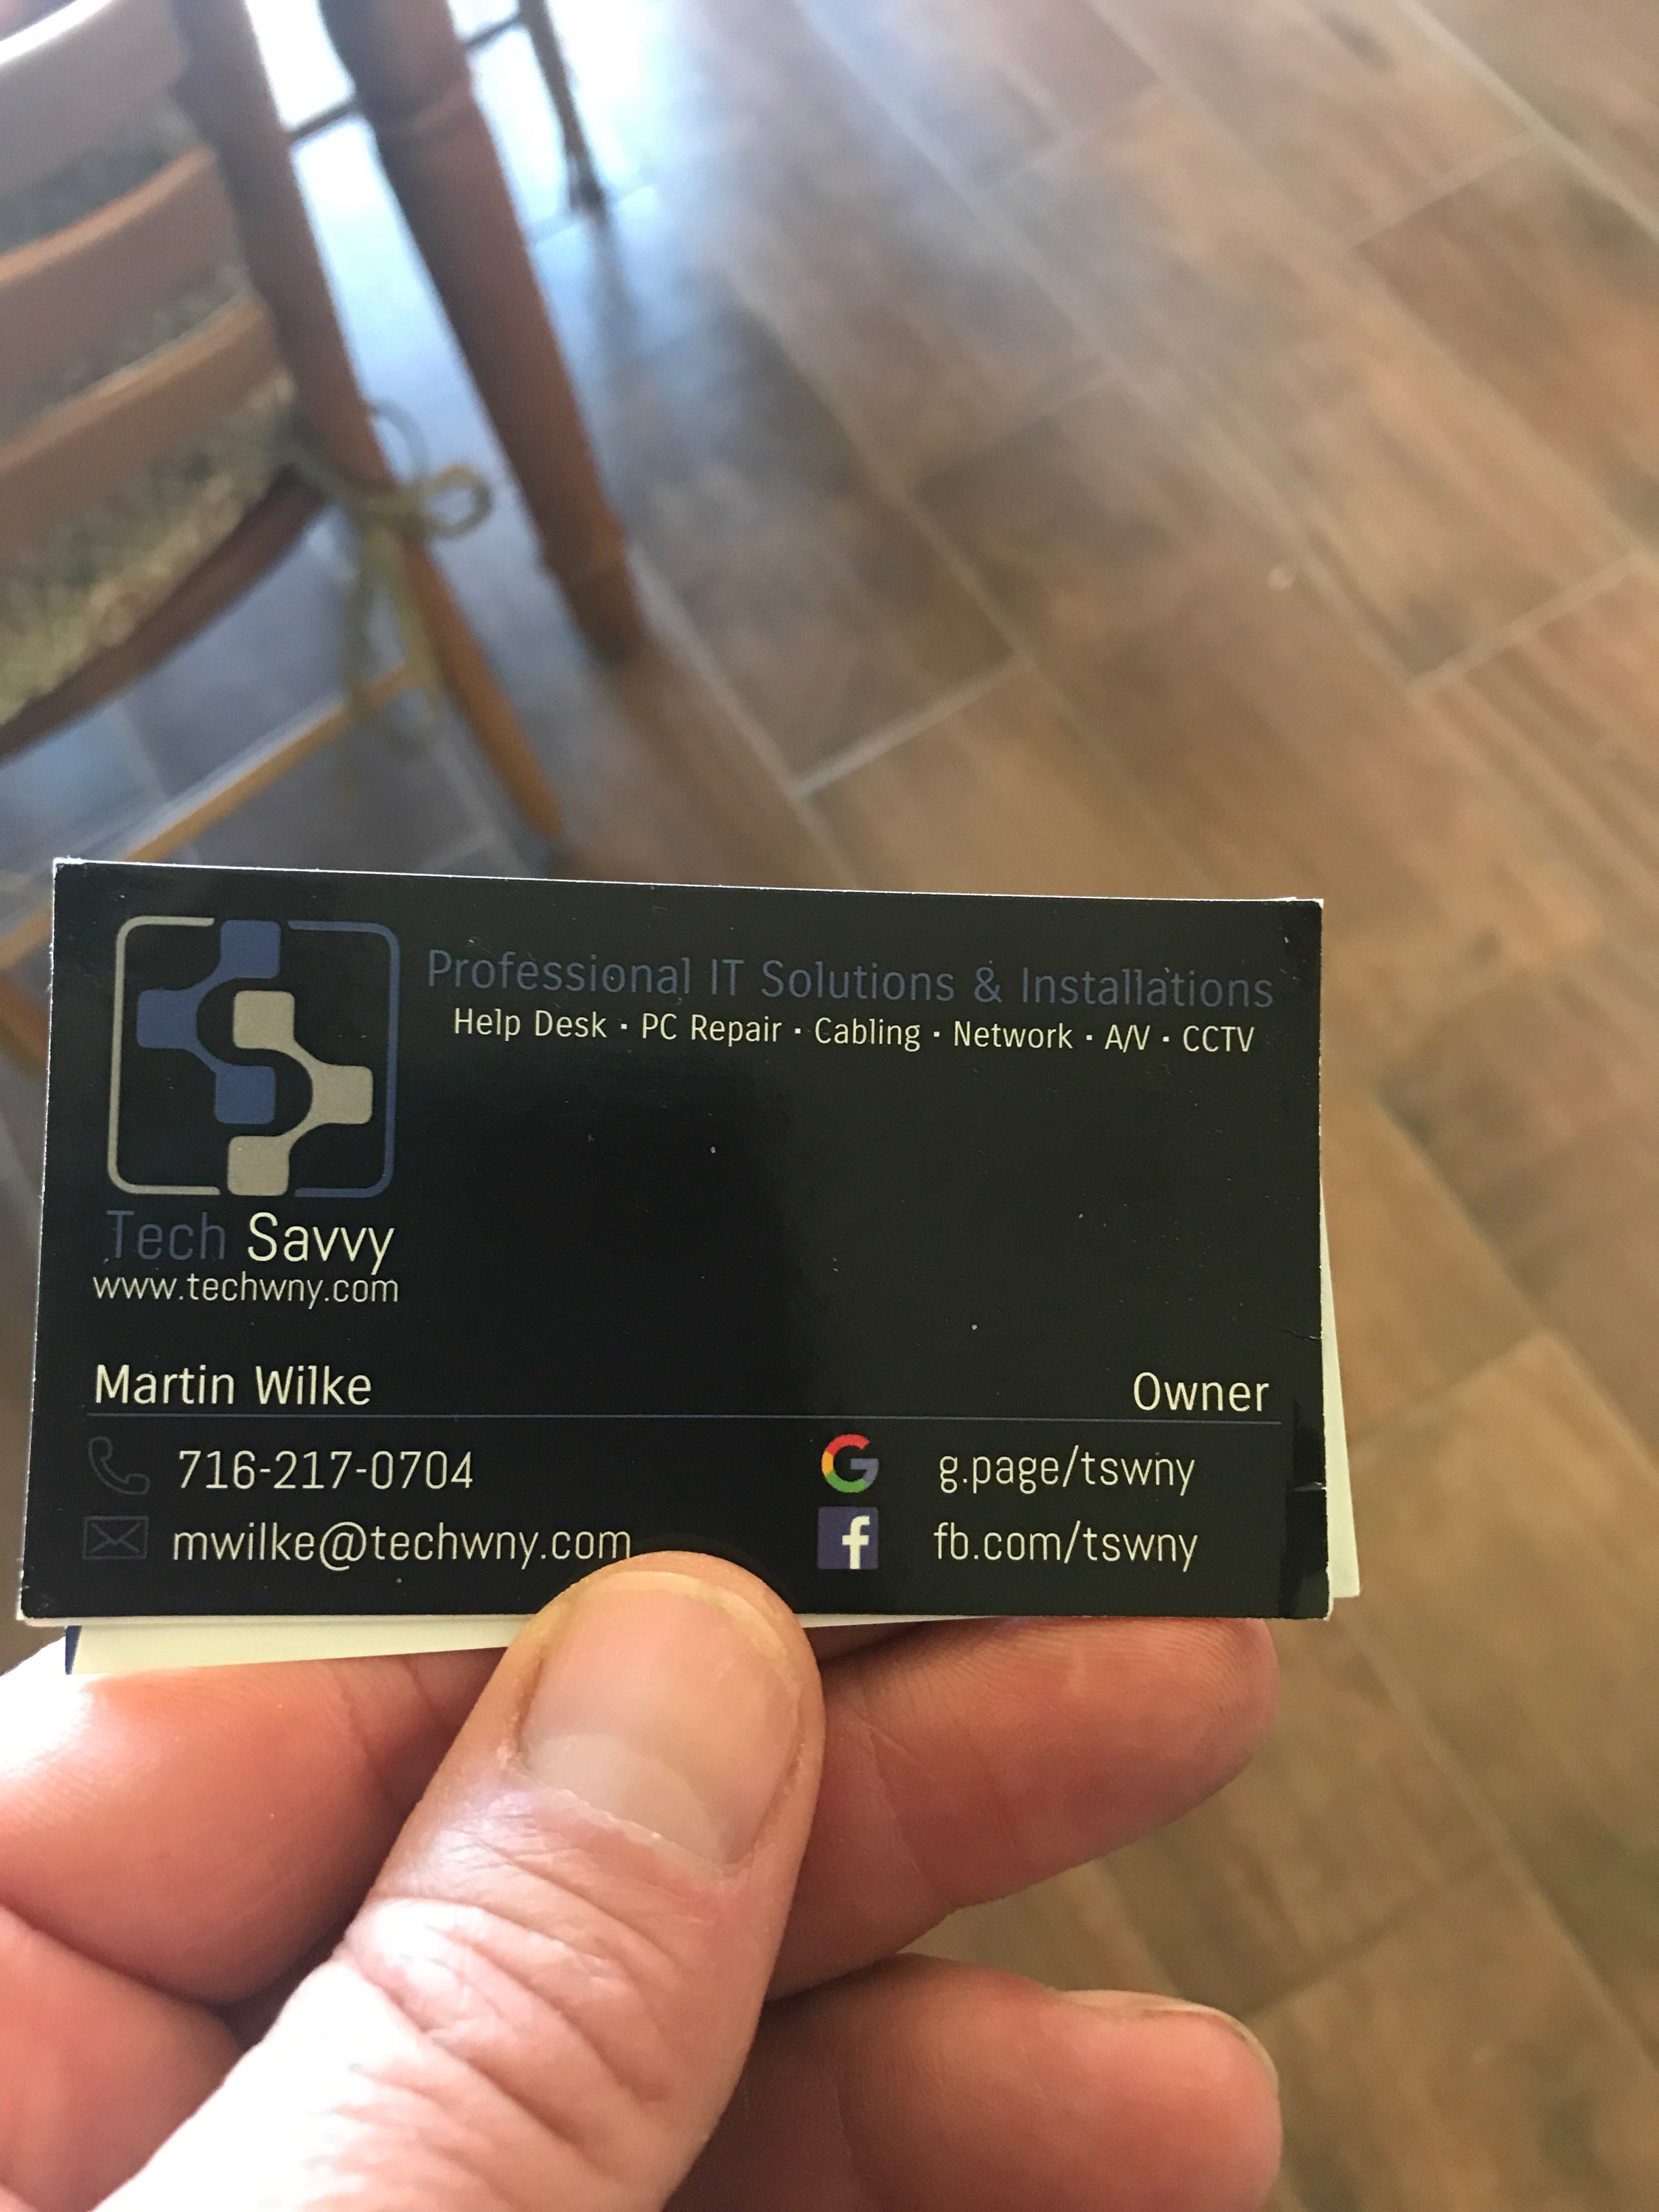 Professional IT Solutions & Installations
Help Desk · PC Repair · Cabling · Network · A/V · CCTV
Tech Savvy
www.techwny.com
Martin Wilke Owner
716-217-0704 g.page/tswny
mwilke@techwny.com fb.com/tswny